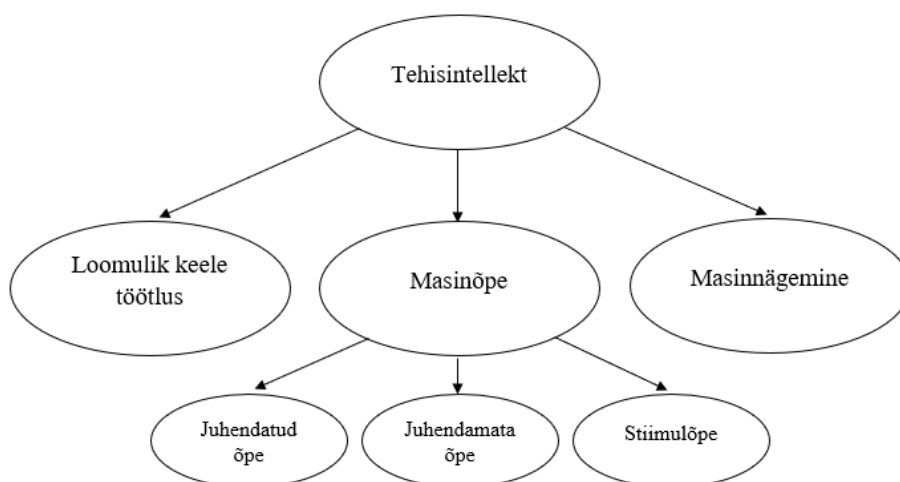 Tehisintellekt
Loomulik keele
töötlus
Masinõpe
Masinnägemine
Juhendatud
õpe
Juhendamata
õpe
Stiimulõpe